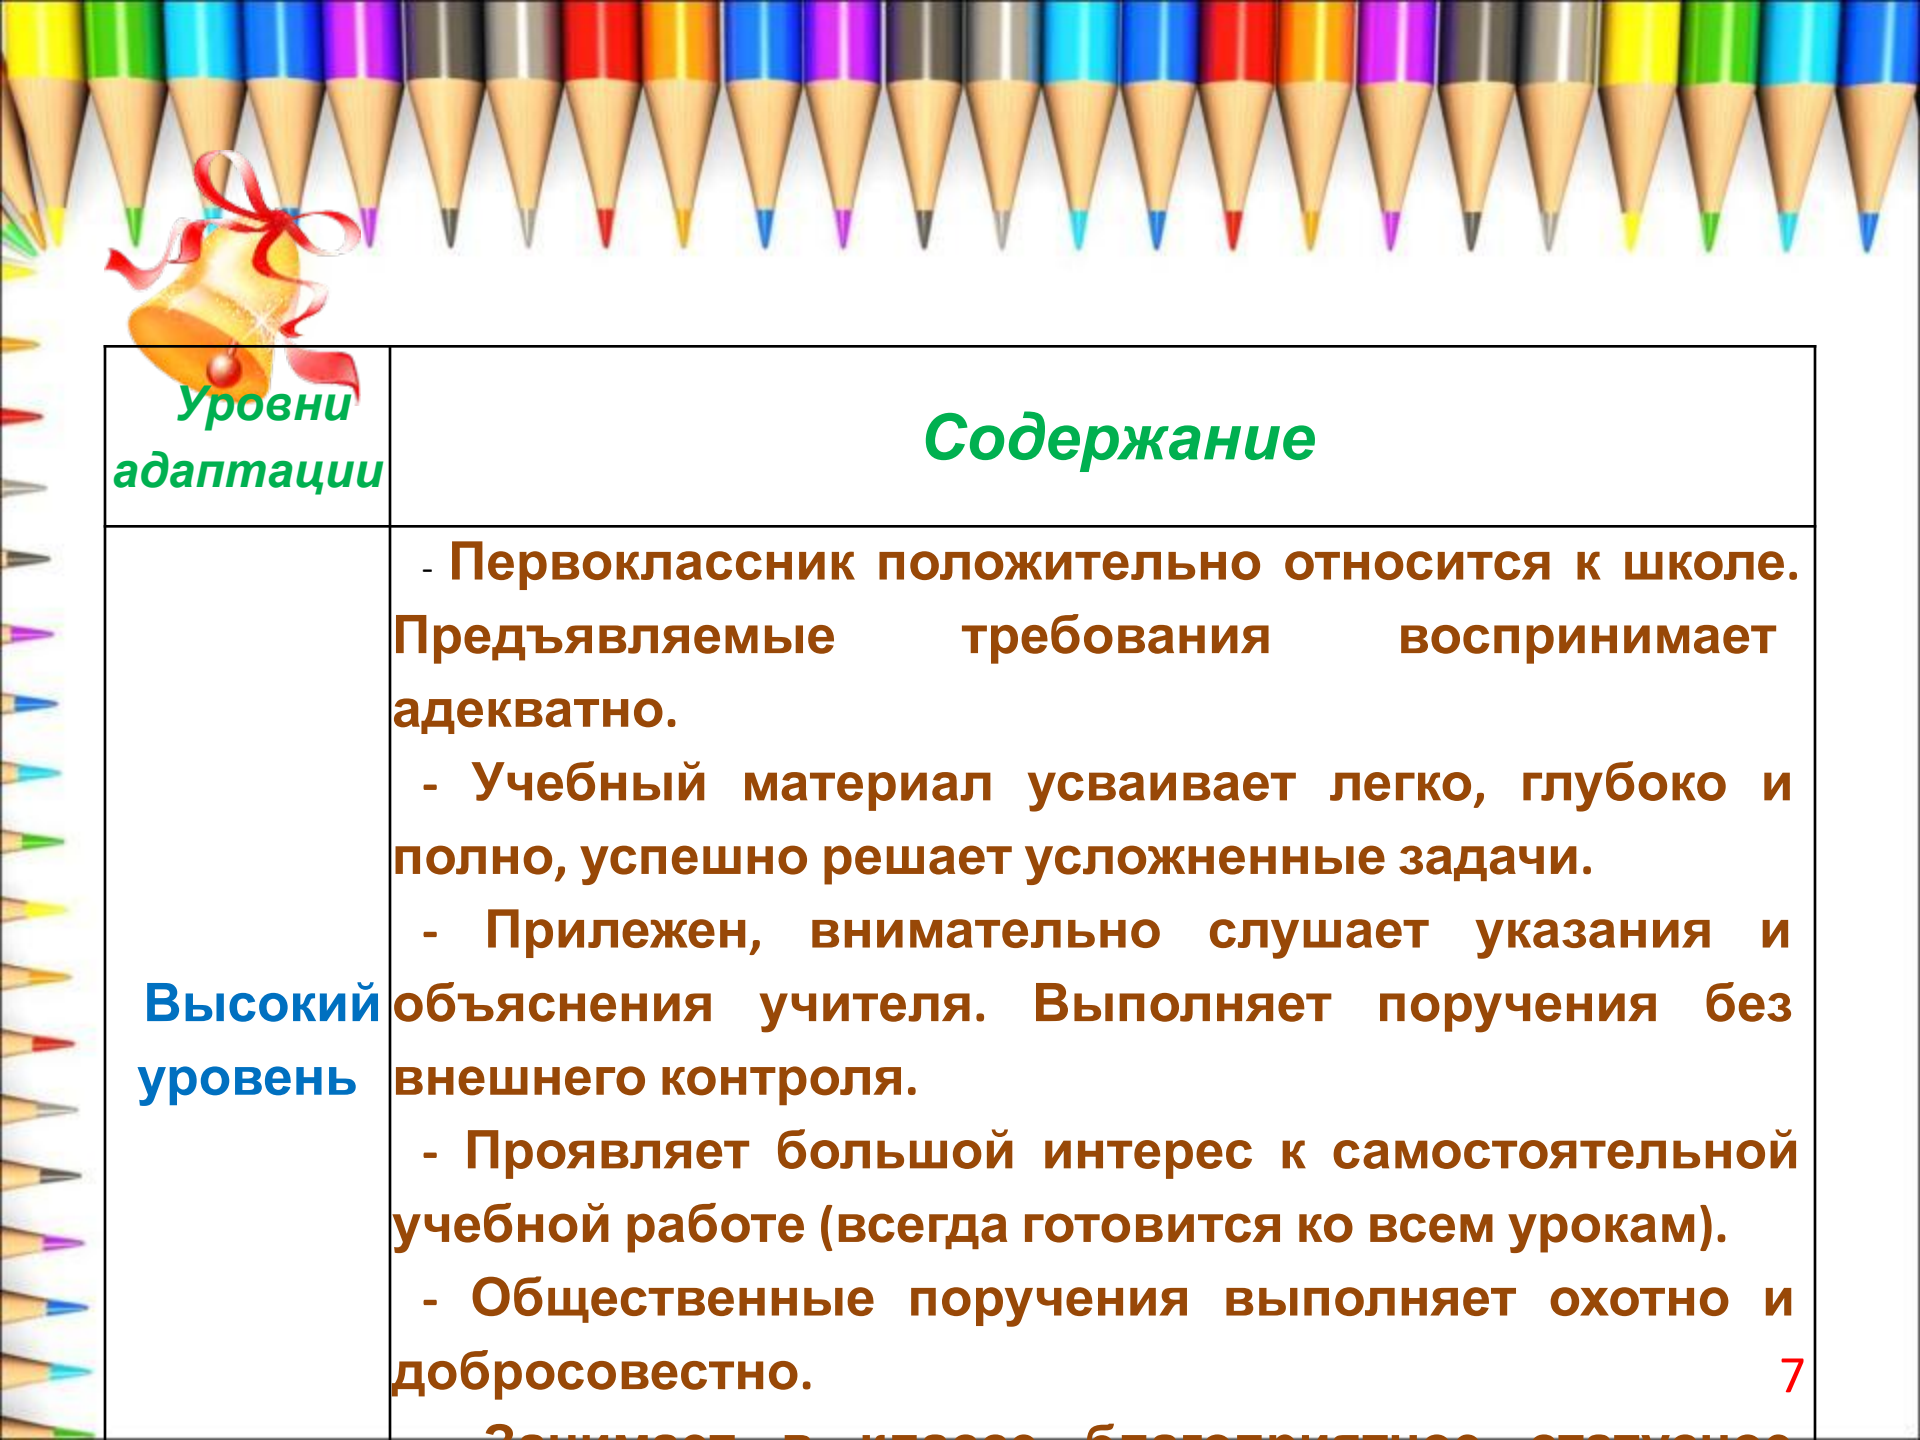 Уровни
адаптации
Содержание
- Первоклассник положительно относится к школе.
Предъявляемые требования воспринимает
адекватно.
- Учебный материал усваивает легко, глубоко и
полно, успешно решает усложненные задачи.
- Прилежен, внимательно слушает указания и
объяснения учителя. Выполняет поручения без
внешнего контроля.
- Проявляет большой интерес к самостоятельной
учебной работе (всегда готовится ко всем урокам).
- Общественные поручения выполняет охотно и
добросовестно.
Высокий
уровень
7